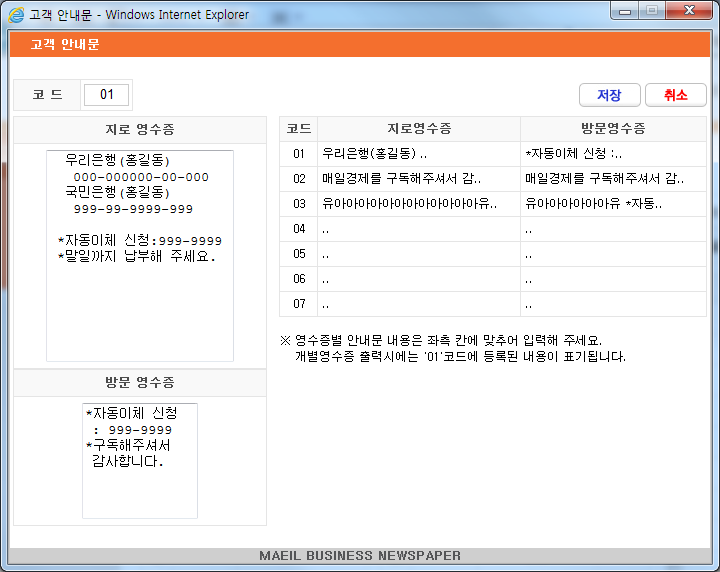 고객 안내문 - Windows Internet Explorer
고객 안내문
코 드 01
저장 취소
지로 영수증
우리은행(홍길동)
000-000000-00-000
국민은행(홍길동)
999-99-9999-999
*자동이체 신청:999-9999
*말일까지 납부해 주세요.
방문 영수증
*자동이체 신청
: 999-9999
*구독해주셔서
감사합니다.
코드 지로영수증 방문영수증
01 우리은행(홍길동) .. *자동이체 신청 :..
02 매일경제를 구독해주셔서 감.. 매일경제를 구독해주셔서 감..
03 유아아아아아아아아아아아아유.. 유아아아아아아유 *자동..
04 .. ..
05 .. ..
06 .. ..
07 .. ..
※ 영수증별 안내문 내용은 좌측 칸에 맞추어 입력해 주세요.
개별영수증 출력시에는 '01'코드에 등록된 내용이 표기됩니다.
MAEIL BUSINESS NEWSPAPER